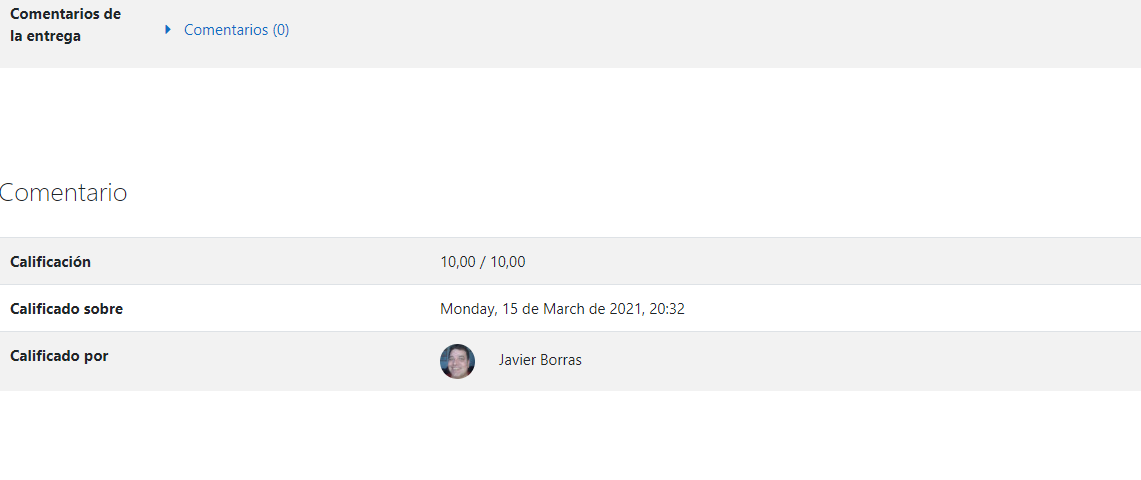 Comentarios de
la entrega
Comentarios (0)
Comentario
Calificación 10,00 / 10,00
Calificado sobre Monday, 15 de March de 2021, 20:32
Calificado por Javier Borras